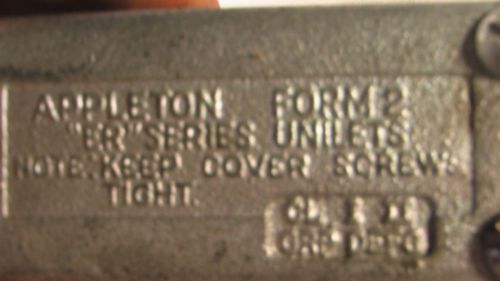 APPLETON FORM 2
"ER" SERIES UNILETS
NOTE. KEEP COVER SCREWS
TIGHT.